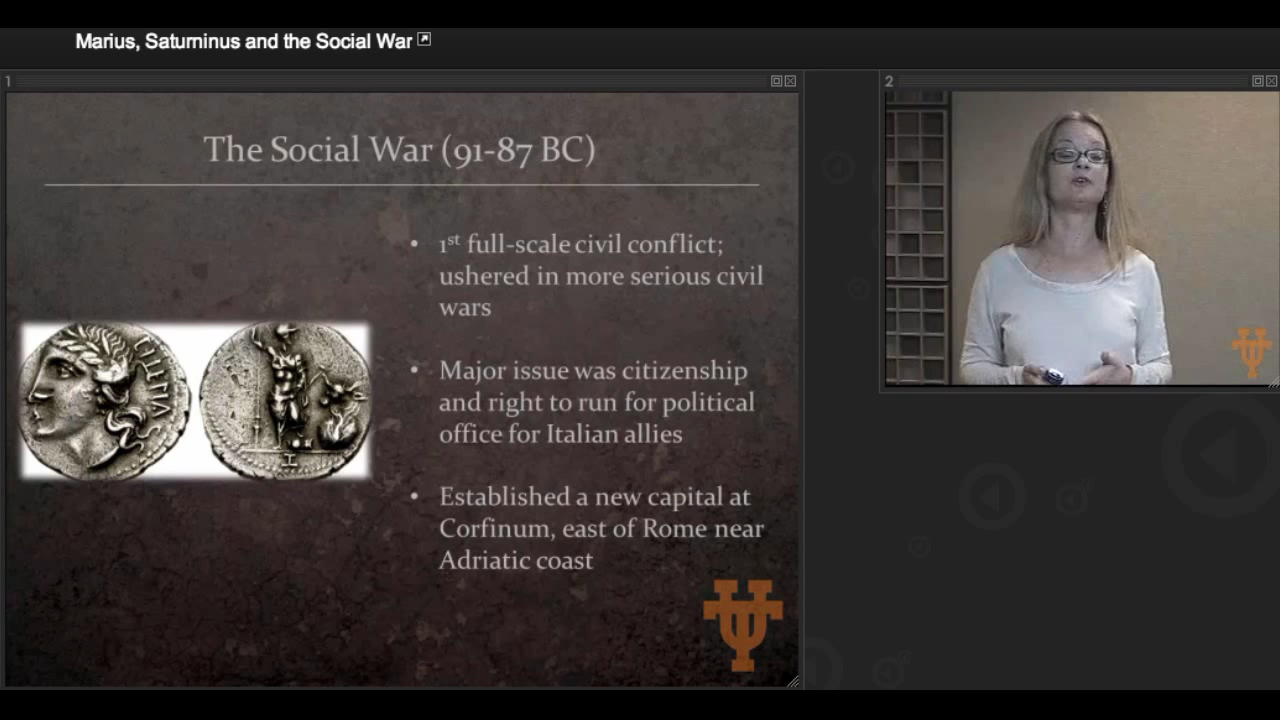 Marius, Saturninus and the Social War
1
2
The Social War (91-87 BC)
• 1st full-scale civil conflict;
ushered in more serious civil
wars
• Major issue was citizenship
and right to run for political
office for Italian allies
• Established a new capital at
Corfinum, east of Rome near
Adriatic coast
UT
UT